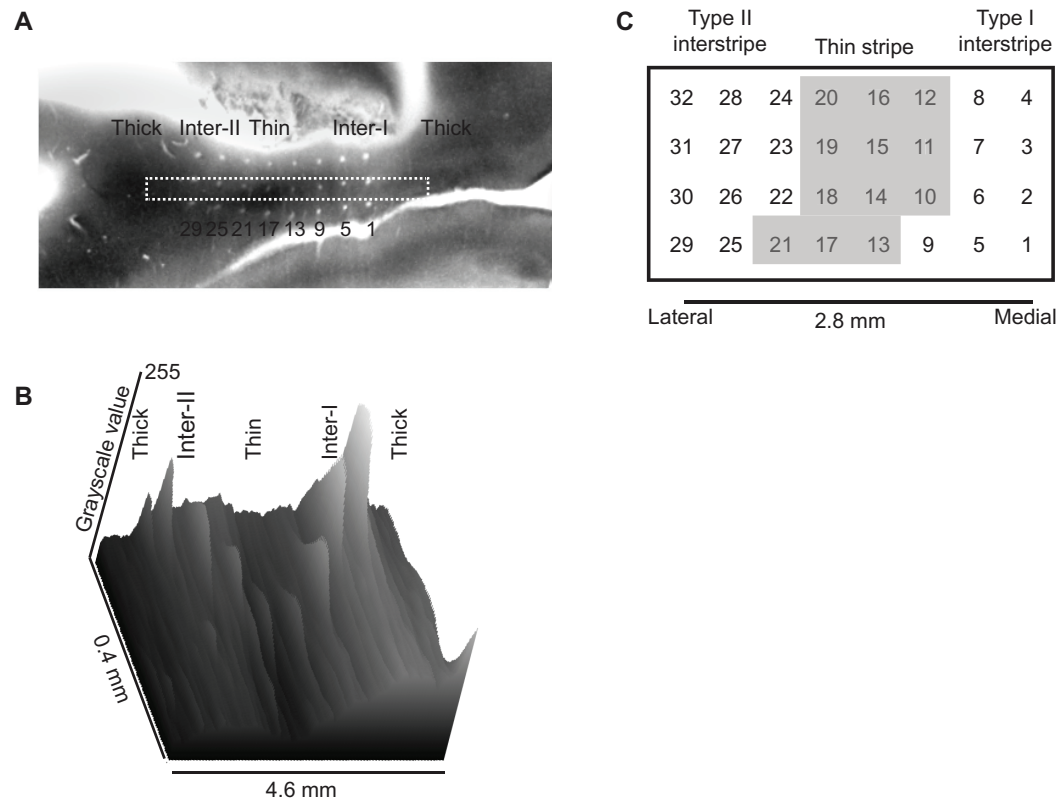 A
Thick Inter-II Thin Inter-I Thick
29 25 21 17 13 9 5 1
B
Grayscale value
255
Thick
Inter-II
Thin
Inter-I
Thick
0.4 mm
4.6 mm
C
Type II
interstripe
Thin stripe
Type I
interstripe
32 28 24 20 16 12 8 4
31 27 23 19 15 11 7 3
30 26 22 18 14 10 6 2
29 25 21 17 13 9 5 1
Lateral 2.8 mm Medial